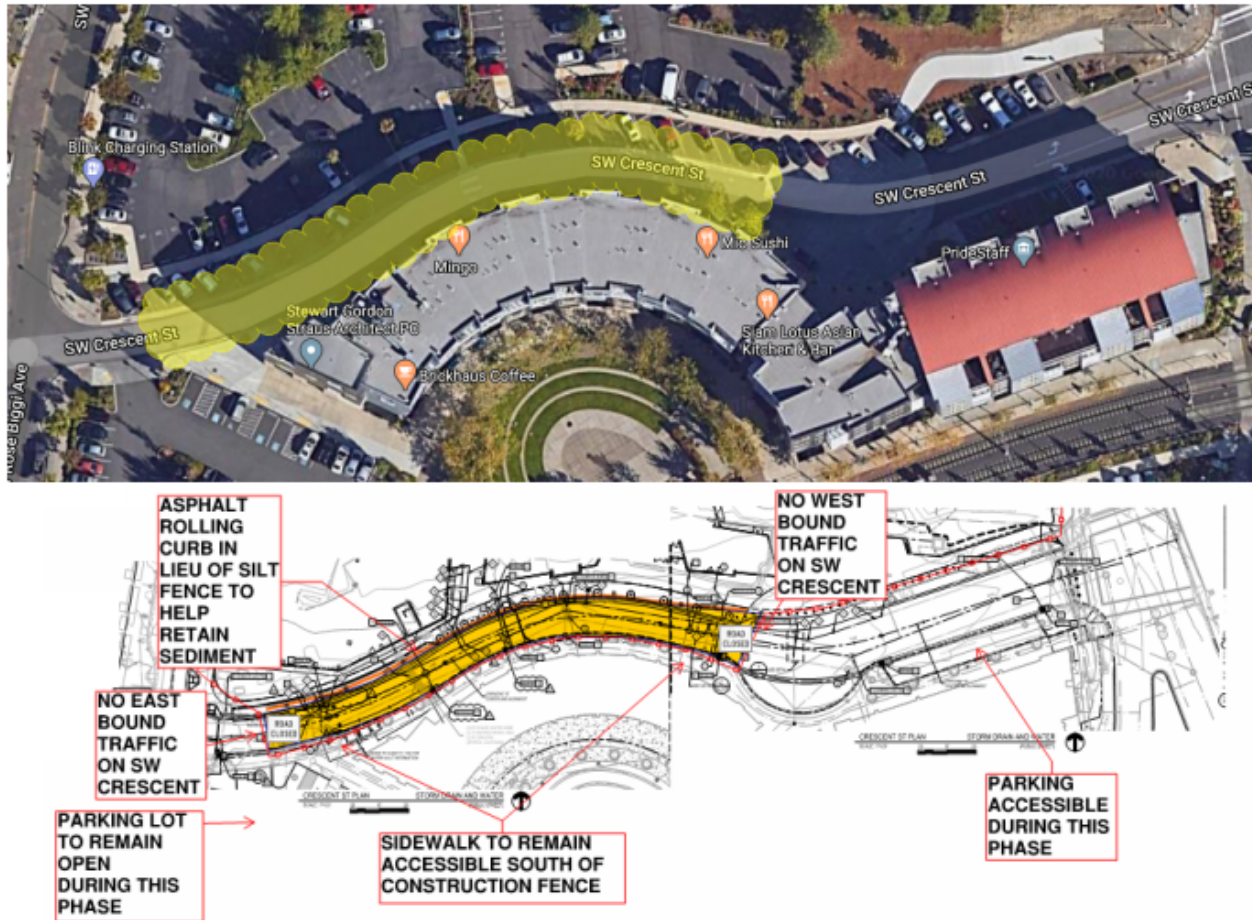 SW
Blink Charging Station
SW Crescent St
SW Crescent St
SW Crescent St
Mingo
Mio Sushi
PrideStaff
Stewart Gordon
Straus Architect PC
Siam Lotus Asian
Kitchen & Bar
SW Crescent St
Brickhaus Coffee
Rose Biggi Ave
ASPHALT
ROLLING
CURB IN
LIEU OF SILT
FENCE TO
HELP
RETAIN
SEDIMENT
NO WEST
BOUND
TRAFFIC
ON SW
CRESCENT
ROAD
CLOSED
NO EAST
BOUND
TRAFFIC
ON SW
CRESCENT
ROAD
CLOSED
CRESCENT ST PLAN
STORM DRAIN AND WATER
CRESCENT ST PLAN
STORM DRAIN AND WATER
PARKING LOT
TO REMAIN
OPEN
DURING THIS
PHASE
SIDEWALK TO REMAIN
ACCESSIBLE SOUTH OF
CONSTRUCTION FENCE
PARKING
ACCESSIBLE
DURING THIS
PHASE